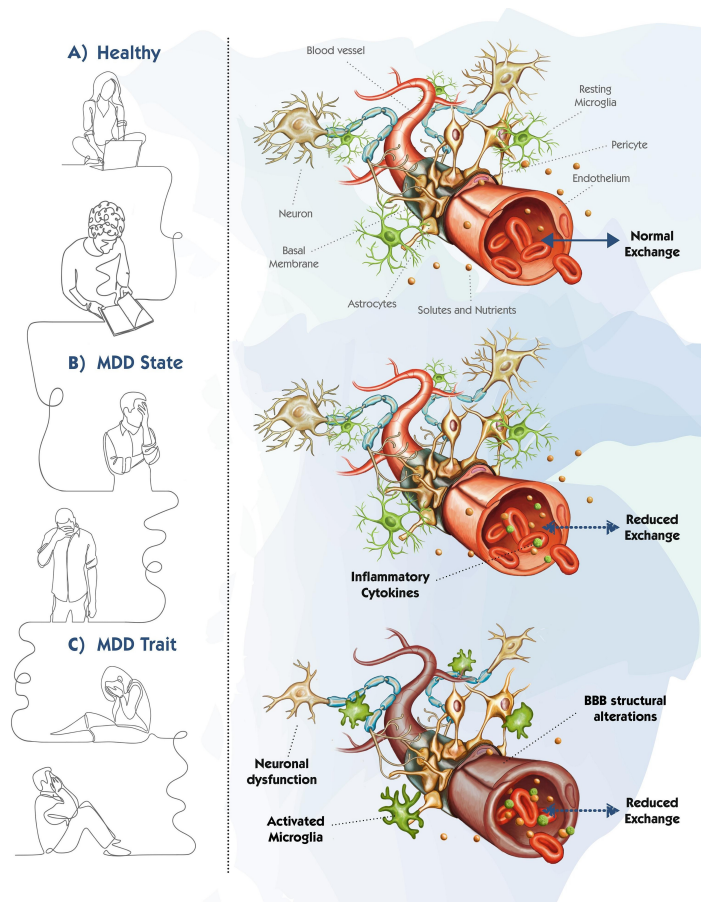 A) Healthy
Blood vessel
Resting
Microglia
Pericyte
Endothelium
Neuron
Normal
Exchange
Basal
Membrane
Astrocytes
Solutes and Nutrients
B) MDD State
Reduced
Exchange
Inflammatory
Cytokines
C) MDD Trait
BBB structural
alterations
Neuronal
dysfunction
Reduced
Exchange
Activated
Microglia